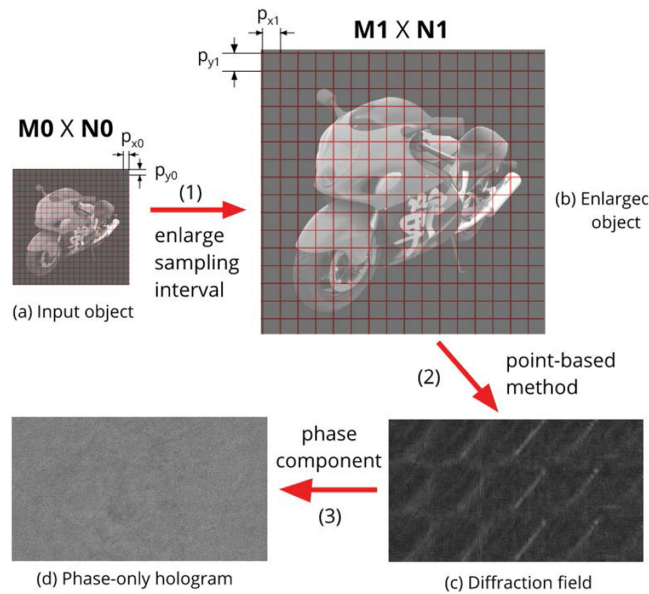 M1 X N1
px1
py1
M0 X N0
px0
py0
(1)
enlarge
sampling
interval
(a) Input object
(b) Enlargec
object
(2)
point-based
method
phase
component
(3)
(d) Phase-only hologram
(c) Diffraction field